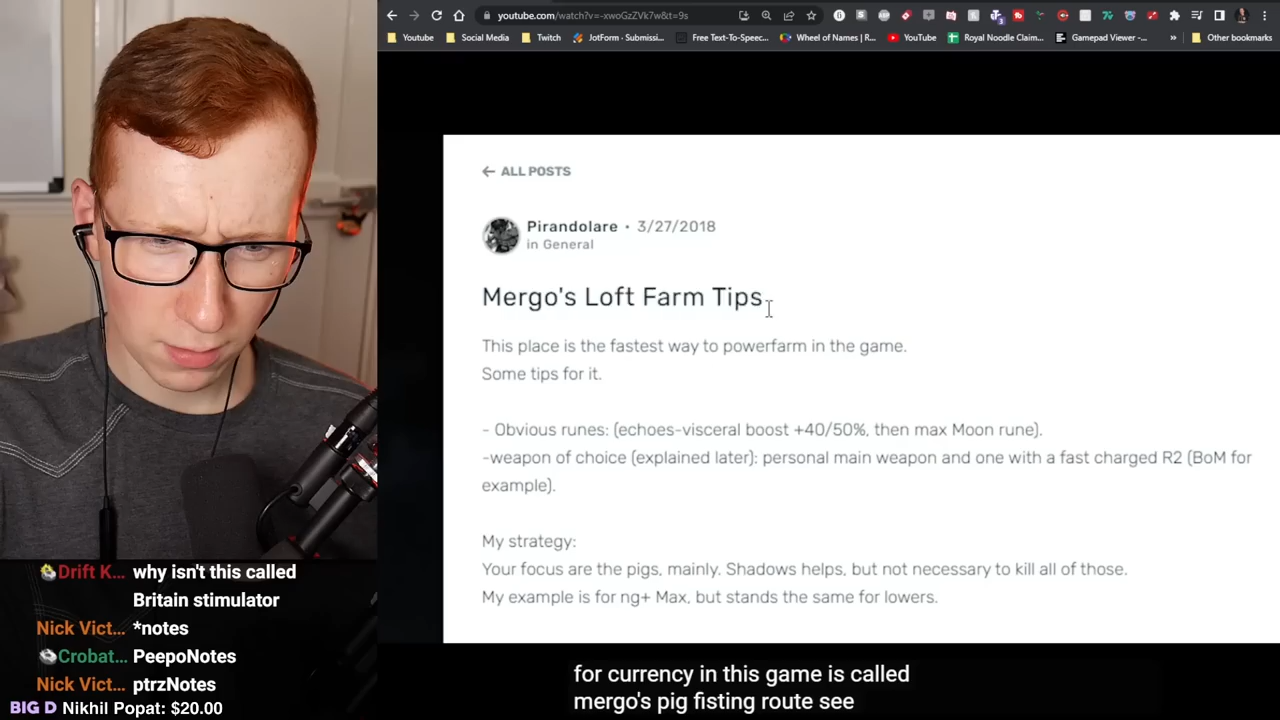 youtube.com/watch?v=-xwoGzZVk7w&t=9s
Youtube
Social Media
Twitch
JotForm - Submissi...
Free Text-To-Speec...
Wheel of Names | R...
YouTube
Royal Noodle Claim...
Gamepad Viewer -...
»
Other bookmarks
← ALL POSTS
Pirandolare • 3/27/2018
in General
Mergo's Loft Farm Tips
This place is the fastest way to powerfarm in the game.
Some tips for it.
- Obvious runes: (echoes-visceral boost +40/50%, then max Moon rune).
-weapon of choice (explained later): personal main weapon and one with a fast charged R2 (BoM for
example).
My strategy:
Your focus are the pigs, mainly. Shadows helps, but not necessary to kill all of those.
My example is for ng+ Max, but stands the same for lowers.
for currency in this game is called
mergo's pig fisting route see
Drift K... why isn't this called
Britain stimulator
Nick Vict... *notes
Crobat... PeepoNotes
Nick Vict... ptrzNotes
BIG D Nikhil Popat: $20.00